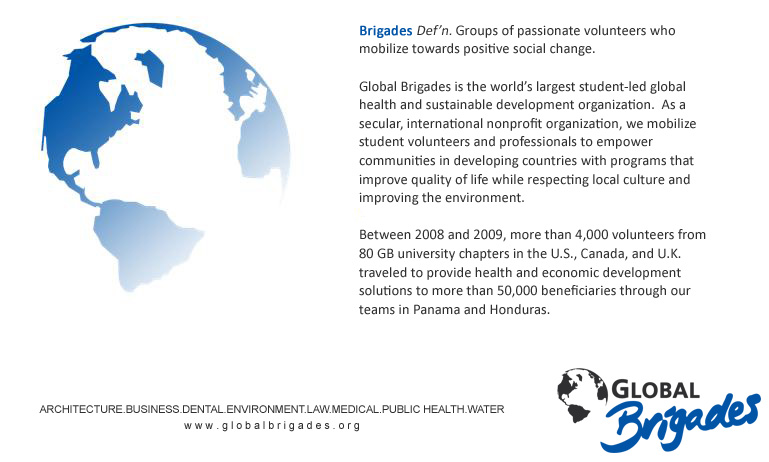 Brigades Def'n. Groups of passionate volunteers who
mobilize towards positive social change.
Global Brigades is the world's largest student-led global
health and sustainable development organization. As a
secular, international nonprofit organization, we mobilize
student volunteers and professionals to empower
communities in developing countries with programs that
improve quality of life while respecting local culture and
improving the environment.
Between 2008 and 2009, more than 4,000 volunteers from
80 GB university chapters in the U.S., Canada, and U.K.
traveled to provide health and economic development
solutions to more than 50,000 beneficiaries through our
teams in Panama and Honduras.
ARCHITECTURE.BUSINESS.DENTAL.ENVIRONMENT.LAW.MEDICAL.PUBLIC HEALTH.WATER
www.globalbrigades.org
GLOBAL
Brigades